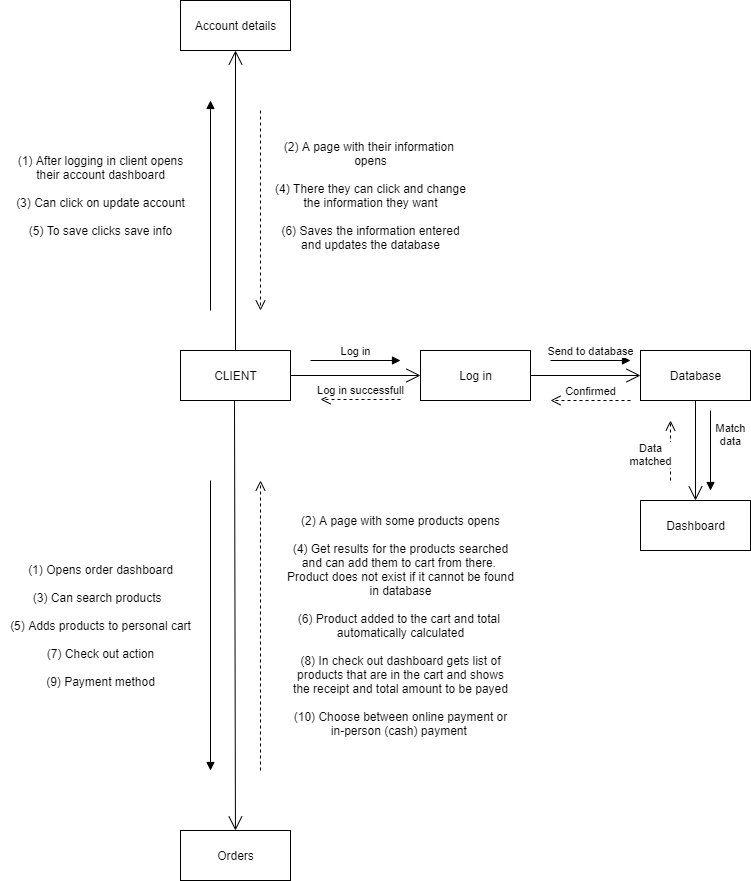 Account details
(1) After logging in client opens
their account dashboard
(3) Can click on update account
(5) To save clicks save info
(2) A page with their information
opens
(4) There they can click and change
the information they want
(6) Saves the information entered
and updates the database
CLIENT
Log in
Log in successfull
Log in
Send to database
Confirmed
Database
Data
matched
Match
data
Dashboard
(1) Opens order dashboard
(3) Can search products
(5) Adds products to personal cart
(7) Check out action
(9) Payment method
(2) A page with some products opens
(4) Get results for the products searched
and can add them to cart from there.
Product does not exist if it cannot be found
in database
(6) Product added to the cart and total
automatically calculated
(8) In check out dashboard gets list of
products that are in the cart and shows
the receipt and total amount to be payed
(10) Choose between online payment or
in-person (cash) payment
Orders